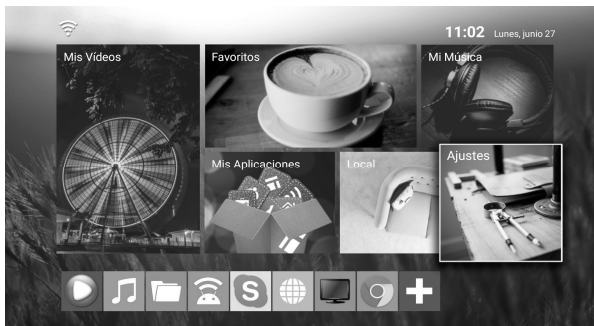 11:02 Lunes, junio 27
Mis Vídeos
Favoritos
Mi Música
Mis Aplicaciones
Local
Ajustes
S